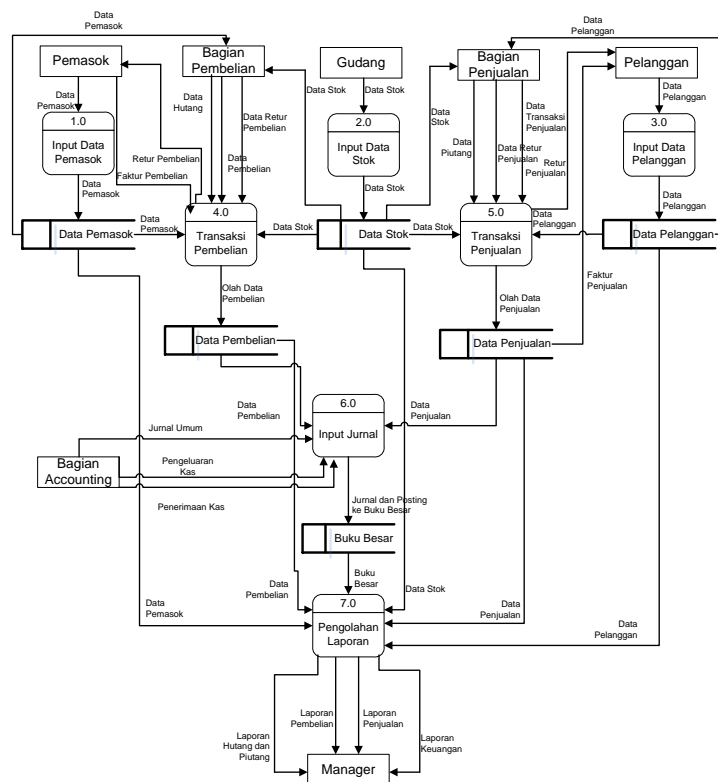 Data
Pemasok
Data
Pelanggan
Pemasok
Bagian
Pembelian
Gudang
Bagian
Penjualan
Pelanggan
Data
Pemasok
Data
Hutang
Data Retur
Pembelian
Data
Pembelian
Data Stok
Data Stok
Data
Stok
Data
Piutang
Data
Transaksi
Penjualan
Data Retur
Penjualan
Retur
Penjualan
Data
Pelanggan
1.0
Input Data
Pemasok
Retur Pembelian
Faktur Pembelian
2.0
Input Data
Stok
3.0
Input Data
Pelanggan
Data
Pemasok
Data Stok
Data
Pelanggan
Data Pemasok
Data
Pemasok
4.0
Transaksi
Pembelian
Data Stok
Data Stok
Data Stok
5.0
Transaksi
Penjualan
Data
Pelanggan
Data Pelanggan
Faktur
Penjualan
Olah Data
Pembelian
Olah Data
Penjualan
Data Pembelian
Data Penjualan
Data
Pembelian
6.0
Input Jurnal
Data
Penjualan
Jurnal Umum
Bagian
Accounting
Pengeluaran
Kas
Penerimaan Kas
Jurnal dan Posting
ke Buku Besar
Buku Besar
Buku
Besar
Data
Pembelian
Data Stok
Data
Pemasok
7.0
Pengolahan
Laporan
Data
Penjualan
Data
Pelanggan
Laporan
Hutang dan
Piutang
Laporan
Pembelian
Laporan
Penjualan
Laporan
Keuangan
Manager